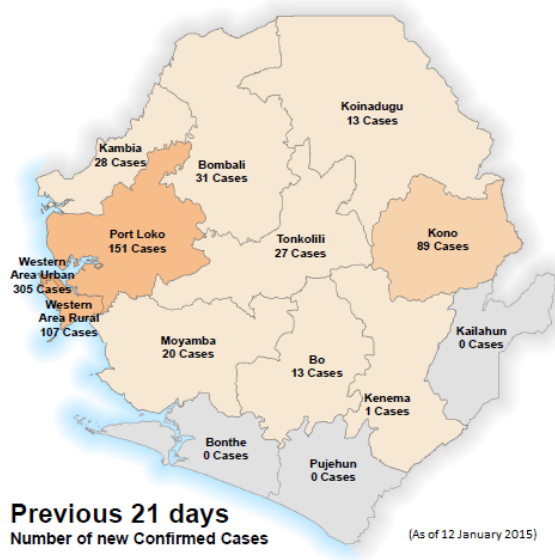 Koinadugu
13 Cases
Kambia
28 Cases
Bombali
31 Cases
Port Loko
151 Cases
Kono
89 Cases
Tonkolili
27 Cases
Western
Area Urban
305 Cases
Western
Area Rural
107 Cases
Kailahun
0 Cases
Moyamba
20 Cases
Bo
13 Cases
Kenema
1 Cases
Bonthe
0 Cases
Pujehun
0 Cases
Previous 21 days
Number of new Confirmed Cases
(As of 12 January 2015)